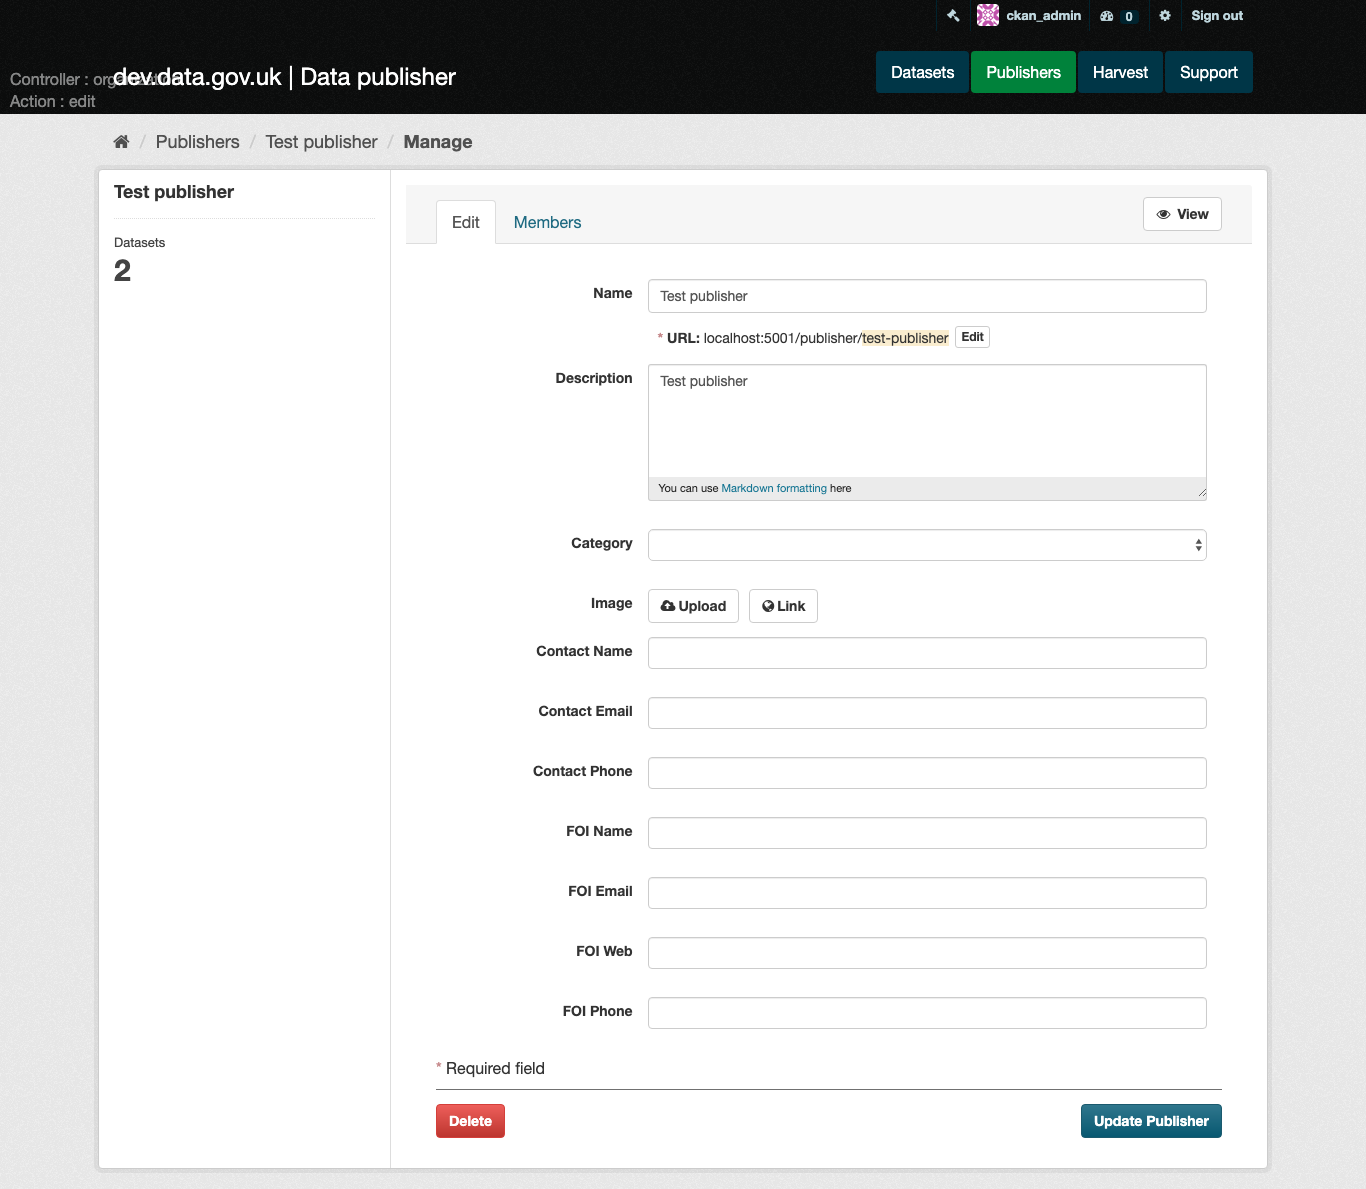 ckan_admin 0 Sign out
Controller : organization
dev.data.gov.uk | Data publisher
Action : edit
Datasets Publishers Harvest Support
/ Publishers / Test publisher / Manage
Test publisher
Datasets
2
Edit Members View
Name Test publisher
* URL: localhost:5001/publisher/test-publisher Edit
Description Test publisher
You can use Markdown formatting here
Category
Image Upload Link
Contact Name
Contact Email
Contact Phone
FOI Name
FOI Email
FOI Web
FOI Phone
* Required field
Delete Update Publisher